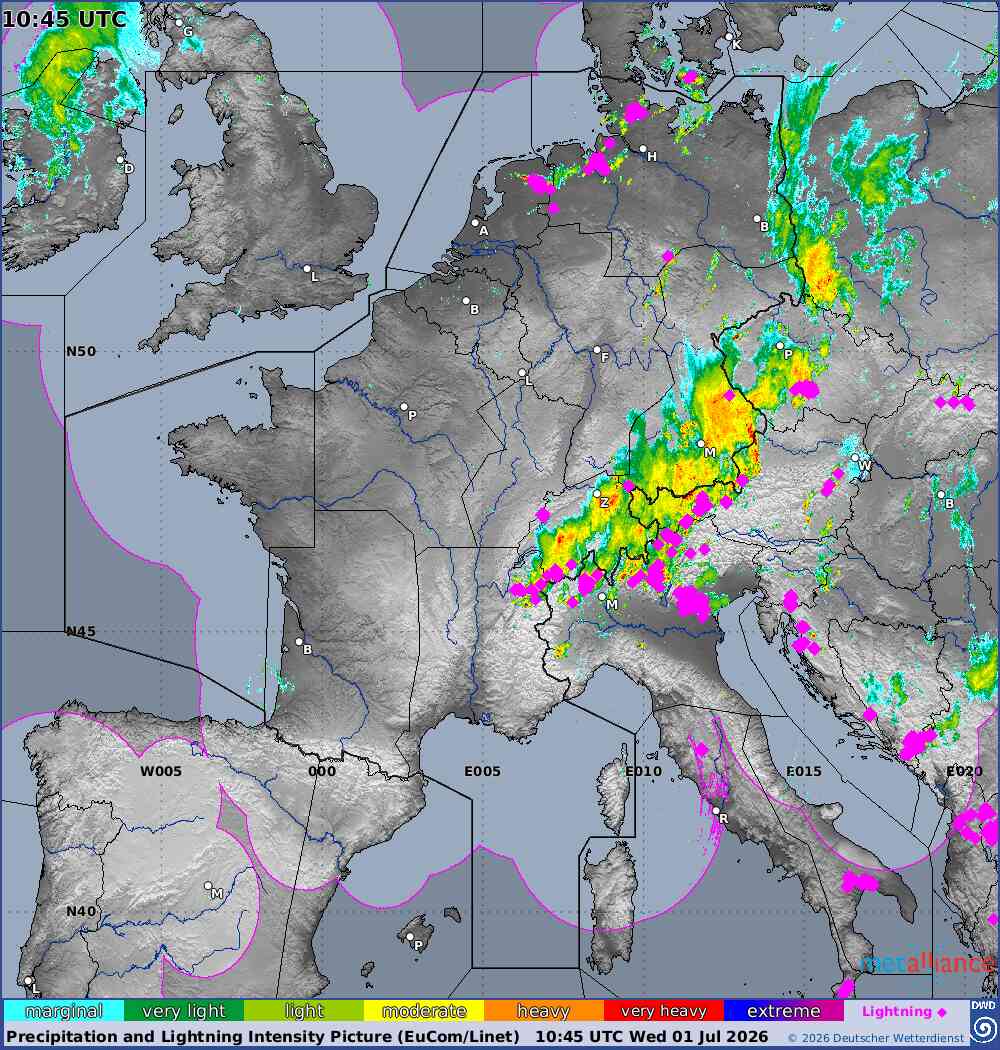 10:45 UTC
G
K
D
H
A
B
L
B
N50
F
P
L
P
M
W
Z
B
M
N45
B
W005
000
E005
E010
E015
E020
R
M
N40
P
L
metalliance
marginal very light light moderate heavy very heavy extreme Lightning
DWD
Precipitation and Lightning Intensity Picture (EuCom/Linet) 10:45 UTC Wed 01 Jul 2026 © 2026 Deutscher Wetterdienst